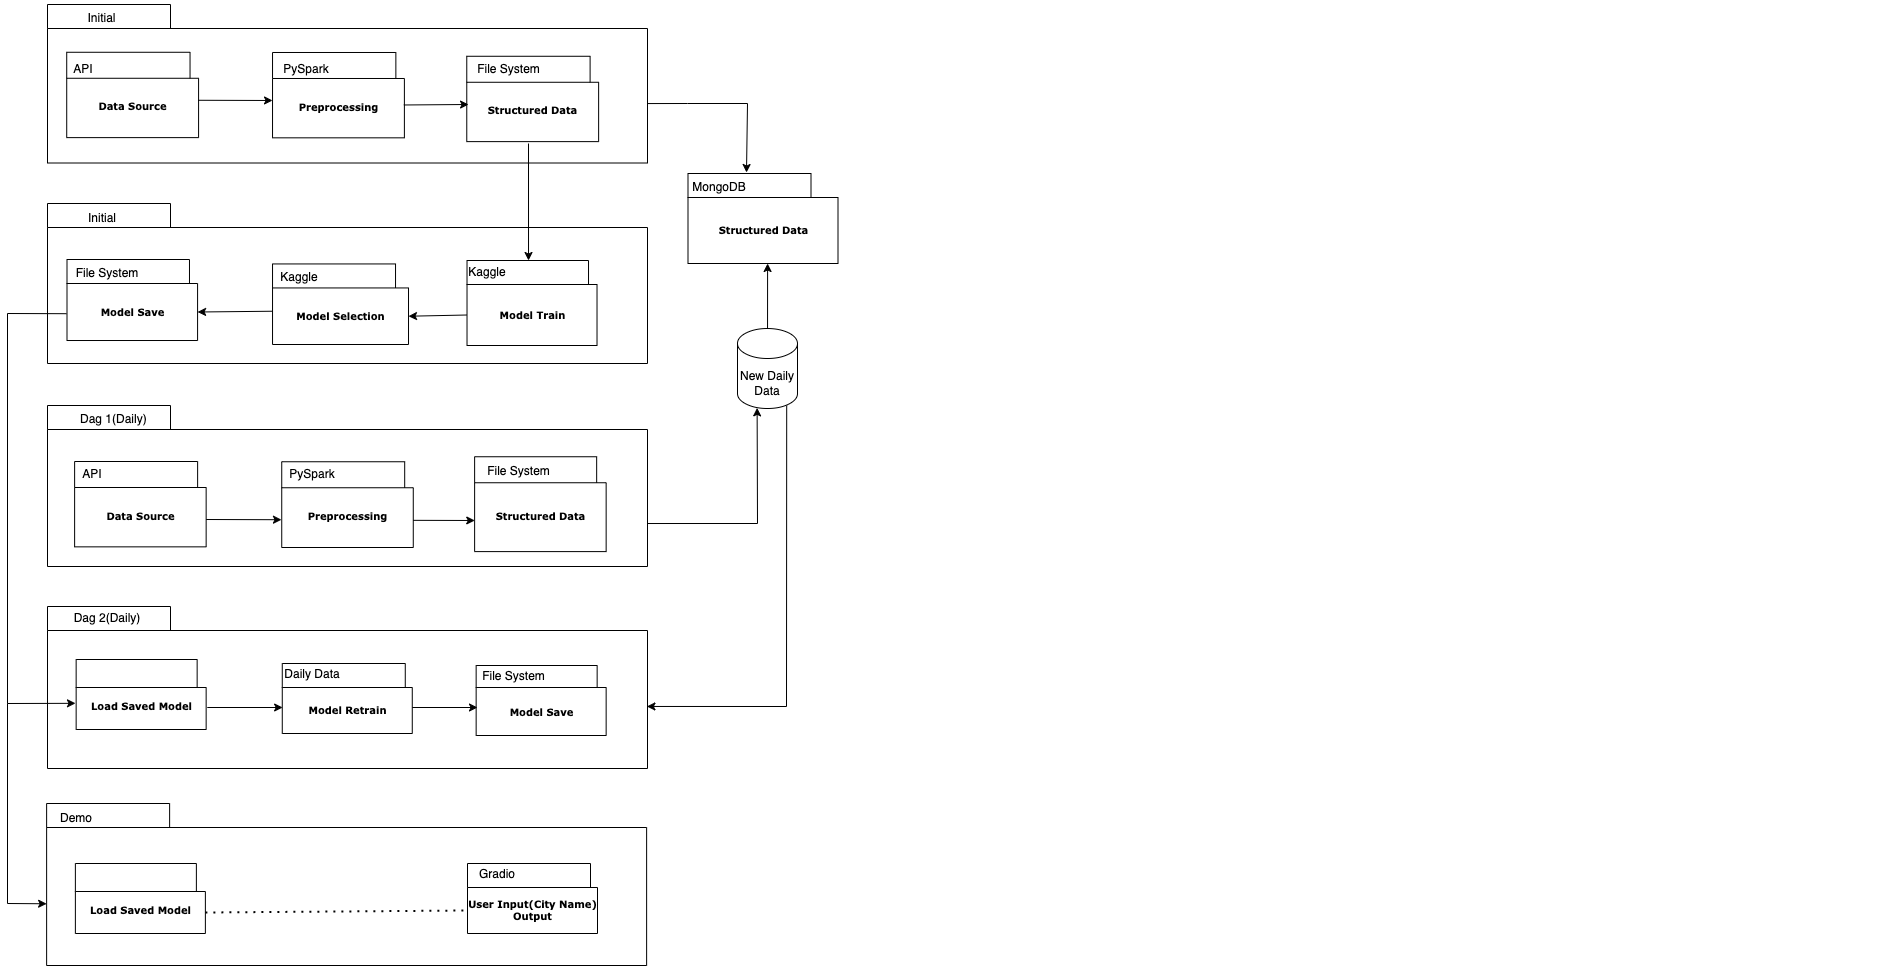 Initial
API
Data Source
PySpark
Preprocessing
File System
Structured Data
MongoDB
Structured Data
Initial
File System
Model Save
Kaggle
Model Selection
Kaggle
Model Train
New Daily
Data
Dag 1(Daily)
API
Data Source
PySpark
Preprocessing
File System
Structured Data
Dag 2(Daily)
Load Saved Model
Daily Data
Model Retrain
File System
Model Save
Demo
Load Saved Model
Gradio
User Input(City Name)
Output